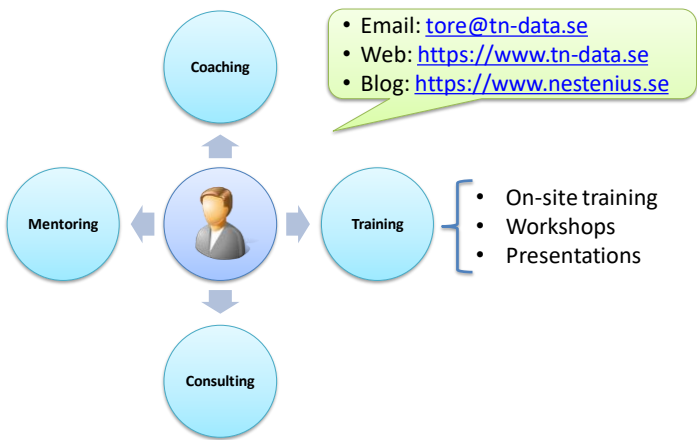 • Email: tore@tn-data.se
• Web: https://www.tn-data.se
• Blog: https://www.nestenius.se
Coaching
Mentoring
Training
• On-site training
• Workshops
• Presentations
Consulting